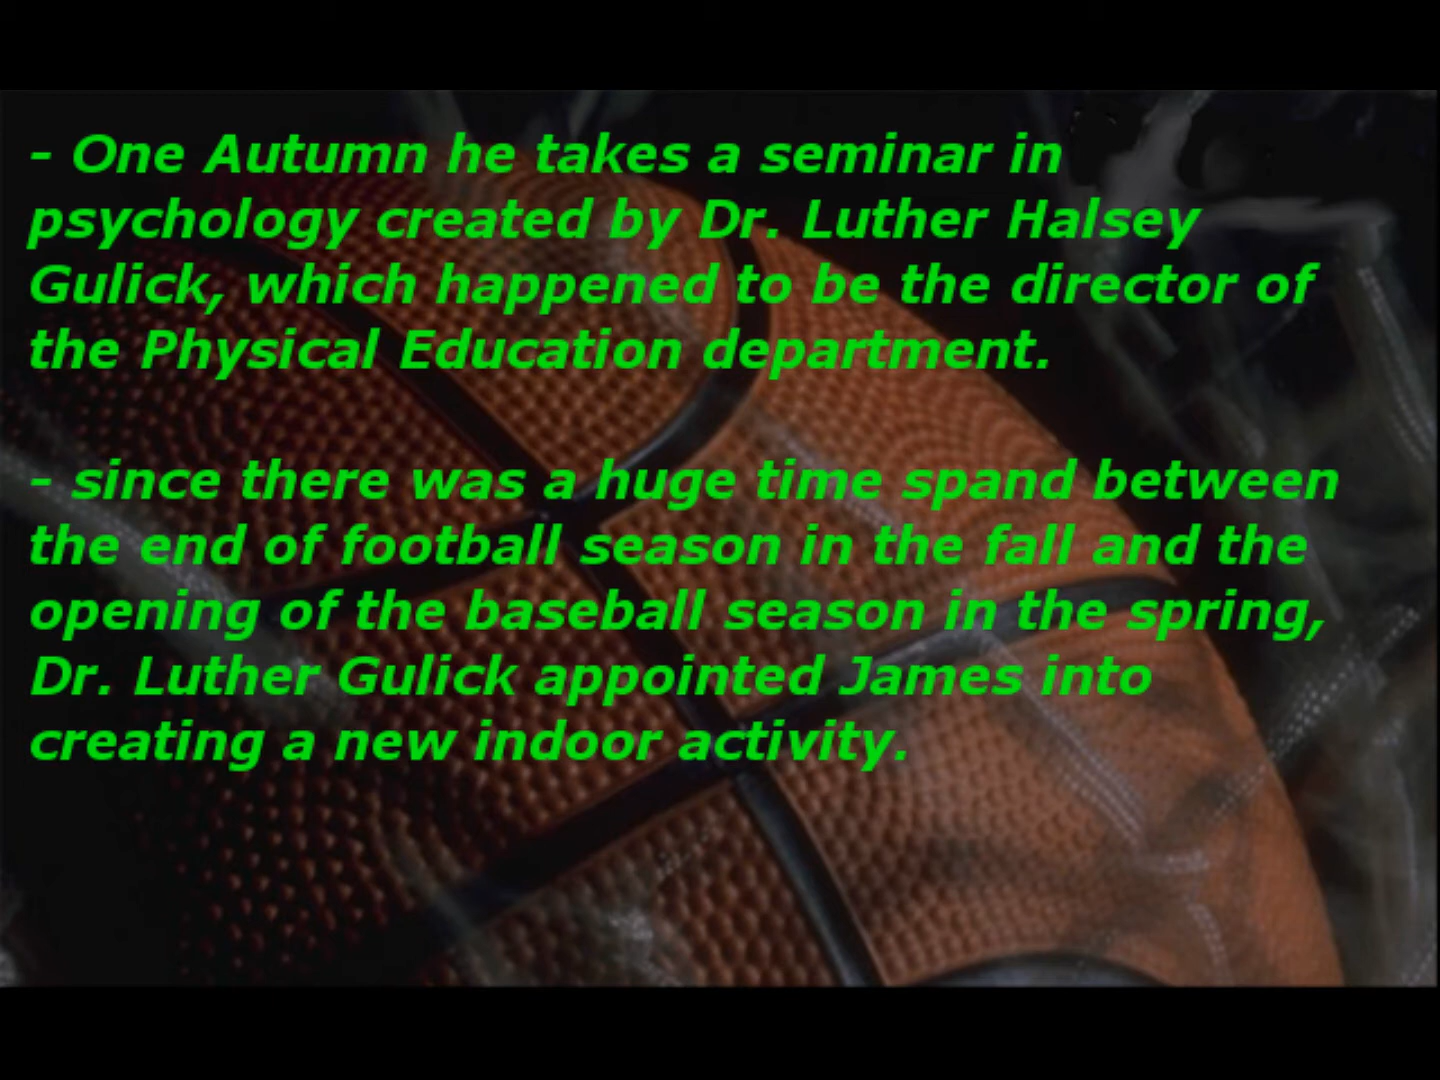 - One Autumn he takes a seminar in
psychology created by Dr. Luther Halsey
Gulick, which happened to be the director of
the Physical Education department.
- since there was a huge time spand between
the end of football season in the fall and the
opening of the baseball season in the spring,
Dr. Luther Gulick appointed James into
creating a new indoor activity.